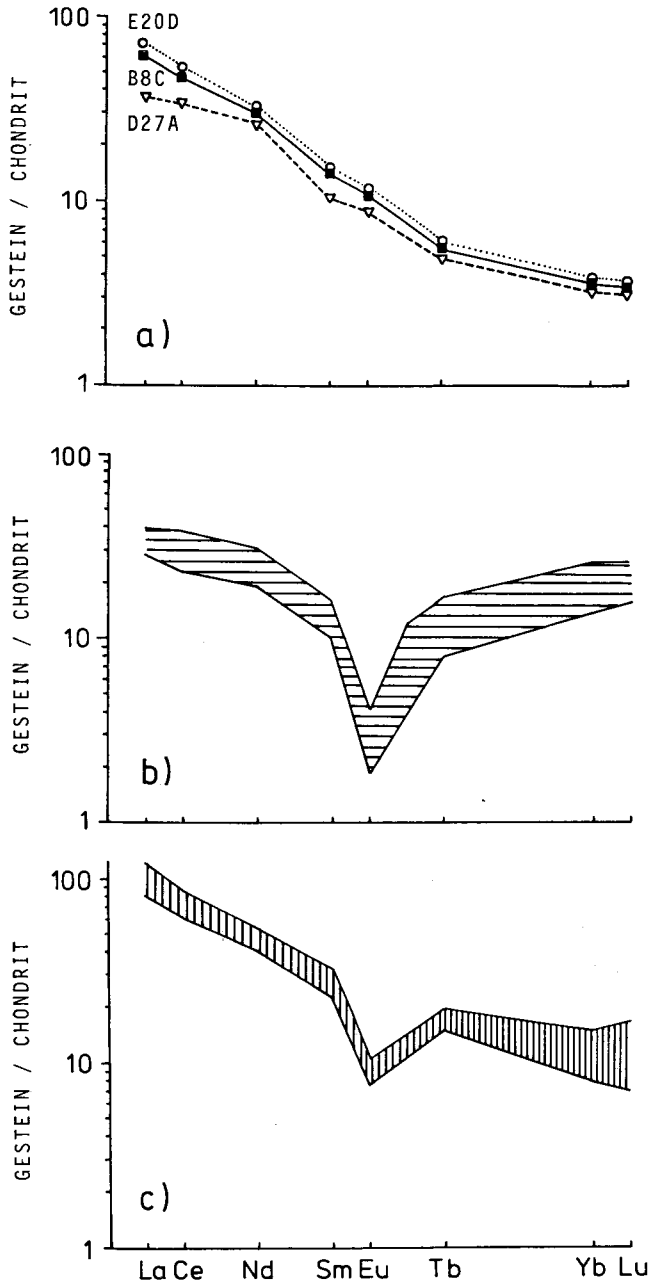 100
E20D
B8C
D27A
10
GESTEIN / CHONDRIT
a)
1
100
GESTEIN / CHONDRIT
10
b)
1
100
GESTEIN / CHONDRIT
10
c)
1
La Ce Nd Sm Eu Tb Yb Lu